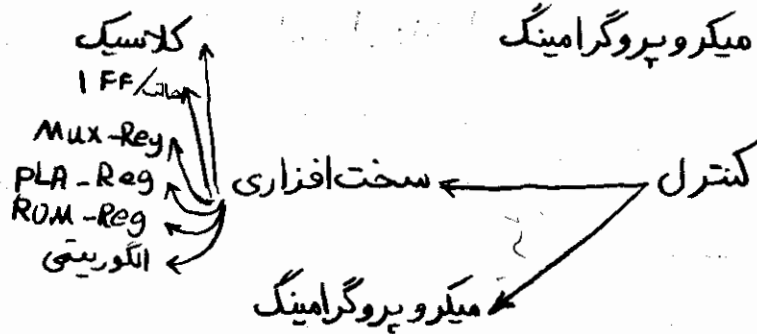 میکروپروگرامینگ
کلاسیک
1 FF/حالت
Mux-Reg
کنترل
سخت‌افزاری
PLA-Reg
ROM-Reg
الگوریتمی
میکروپروگرامینگ